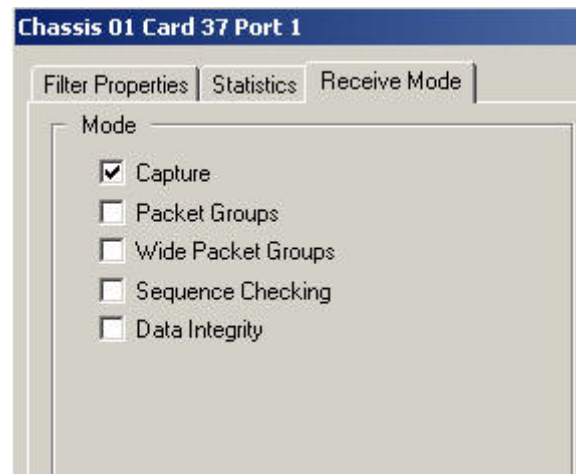 Chassis 01 Card 37 Port 1
Filter Properties Statistics Receive Mode
Mode
Capture
Packet Groups
Wide Packet Groups
Sequence Checking
Data Integrity